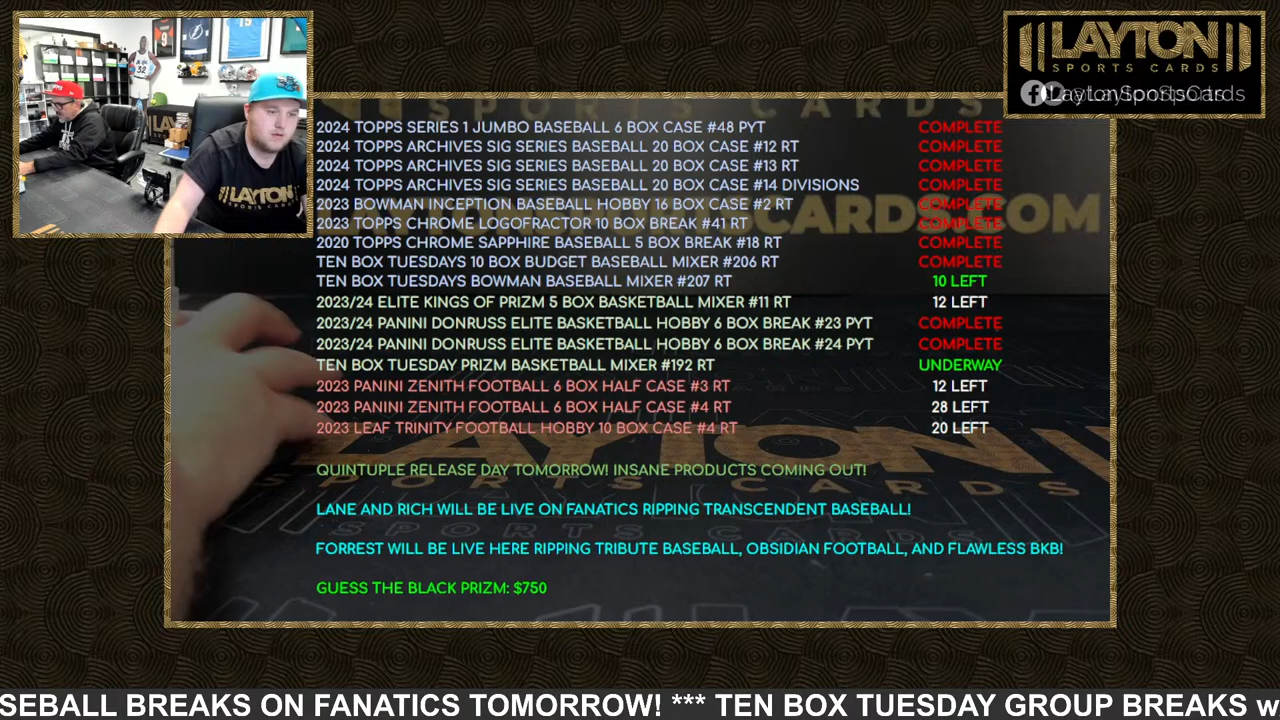 LAYTON
SPORTS CARDS
2024 TOPPS SERIES 1 JUMBO BASEBALL 6 BOX CASE #48 PYT COMPLETE
2024 TOPPS ARCHIVES SIG SERIES BASEBALL 20 BOX CASE #12 RT COMPLETE
2024 TOPPS ARCHIVES SIG SERIES BASEBALL 20 BOX CASE #13 RT COMPLETE
2024 TOPPS ARCHIVES SIG SERIES BASEBALL 20 BOX CASE #14 DIVISIONS COMPLETE
2023 BOWMAN INCEPTION BASEBALL HOBBY 16 BOX CASE #2 RT COMPLETE
2023 TOPPS CHROME LOGOFRACTOR 10 BOX BREAK #41 RT COMPLETE
2020 TOPPS CHROME SAPPHIRE BASEBALL 5 BOX BREAK #18 RT COMPLETE
TEN BOX TUESDAYS 10 BOX BUDGET BASEBALL MIXER #206 RT COMPLETE
TEN BOX TUESDAYS BOWMAN BASEBALL MIXER #207 RT 10 LEFT
2023/24 ELITE KINGS OF PRIZM 5 BOX BASKETBALL MIXER #11 RT 12 LEFT
2023/24 PANINI DONRUSS ELITE BASKETBALL HOBBY 6 BOX BREAK #23 PYT COMPLETE
2023/24 PANINI DONRUSS ELITE BASKETBALL HOBBY 6 BOX BREAK #24 PYT COMPLETE
TEN BOX TUESDAY PRIZM BASKETBALL MIXER #192 RT UNDERWAY
2023 PANINI ZENITH FOOTBALL 6 BOX HALF CASE #3 RT 12 LEFT
2023 PANINI ZENITH FOOTBALL 6 BOX HALF CASE #4 RT 28 LEFT
2023 LEAF TRINITY FOOTBALL HOBBY 10 BOX CASE #4 RT 20 LEFT
QUINTUPLE RELEASE DAY TOMORROW! INSANE PRODUCTS COMING OUT!
LANE AND RICH WILL BE LIVE ON FANATICS RIPPING TRANSCENDENT BASEBALL!
FORREST WILL BE LIVE HERE RIPPING TRIBUTE BASEBALL, OBSIDIAN FOOTBALL, AND FLAWLESS BKB!
GUESS THE BLACK PRIZM: $750
SEBALL BREAKS ON FANATICS TOMORROW! *** TEN BOX TUESDAY GROUP BREAKS w